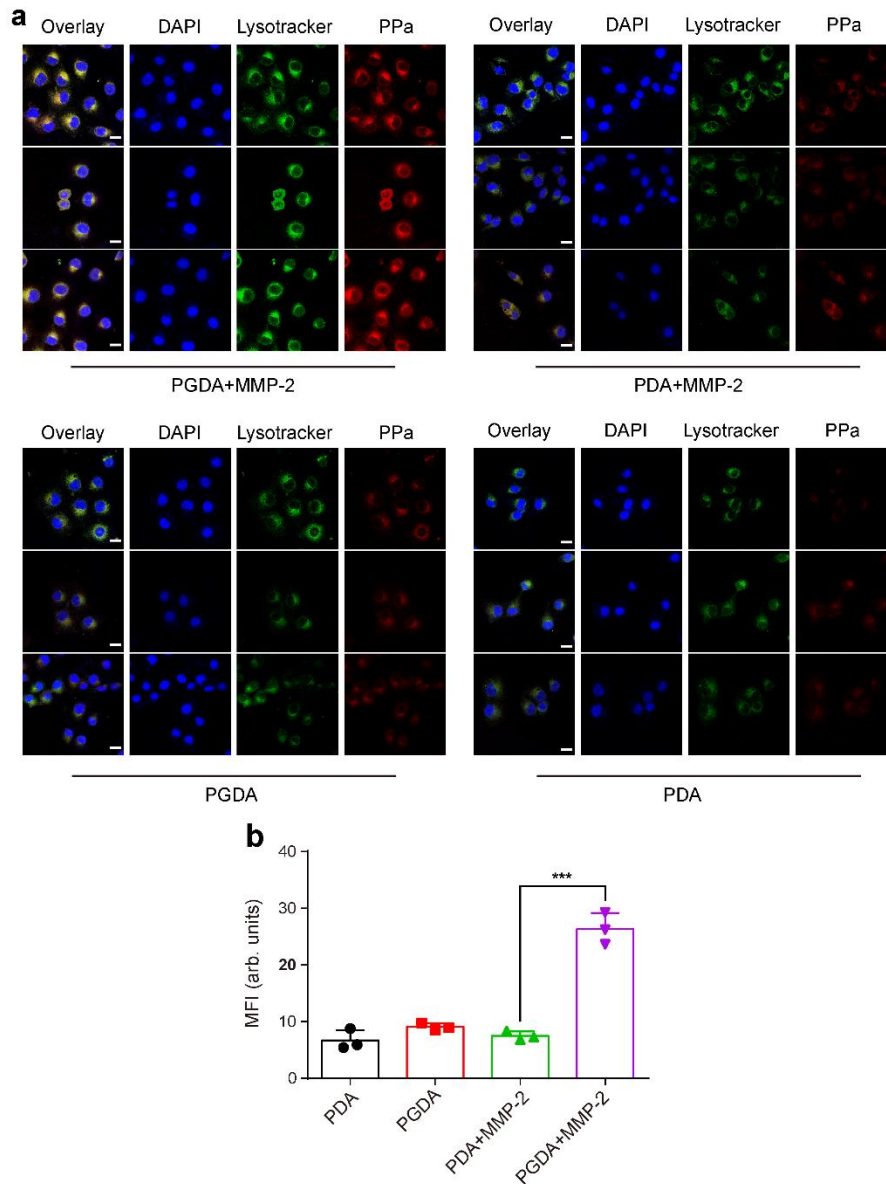 a
Overlay DAPI Lysotracker PPa
Overlay DAPI Lysotracker PPa
PGDA+MMP-2
PDA+MMP-2
Overlay DAPI Lysotracker PPa
Overlay DAPI Lysotracker PPa
PGDA
PDA
b
40
30
20
10
0
MFI (arb. units)
***
PDA
PGDA
PDA+MMP-2
PGDA+MMP-2